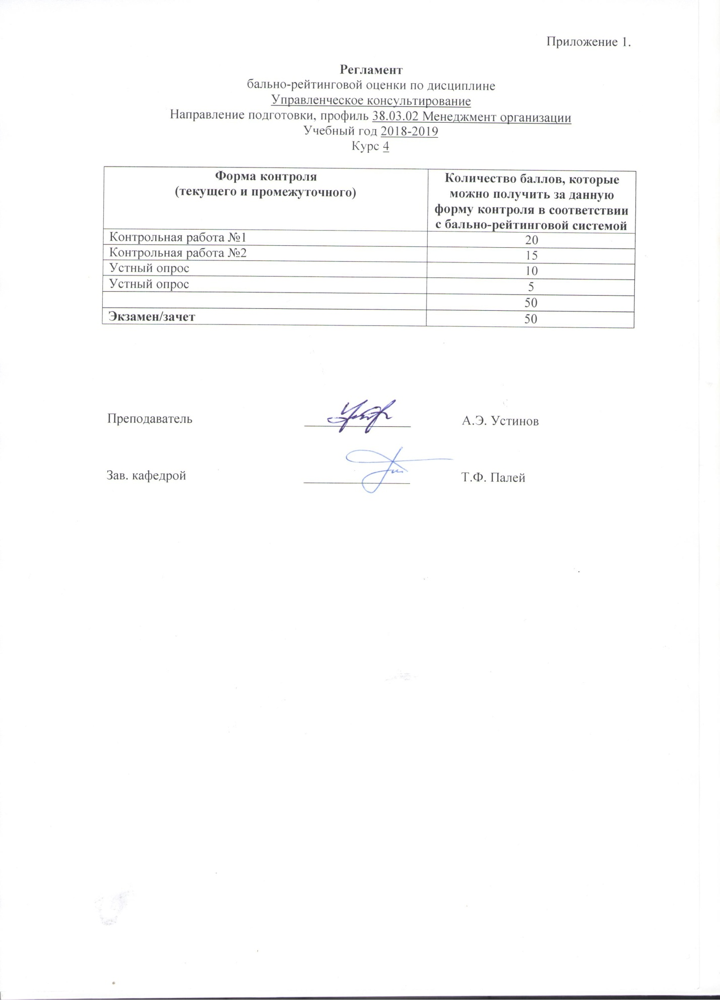 Приложение 1.
Регламент
бально-рейтинговой оценки по дисциплине
Управленческое консультирование
Направление подготовки, профиль 38.03.02 Менеджмент организации
Учебный год 2018-2019
Курс 4
Форма контроля
(текущего и промежуточного)
Количество баллов, которые
можно получить за данную
форму контроля в соответствии
с бально-рейтинговой системой
Контрольная работа №1 20
Контрольная работа №2 15
Устный опрос 10
Устный опрос 5
50
Экзамен/зачет 50
Преподаватель А.Э. Устинов
Зав. кафедрой Т.Ф. Палей